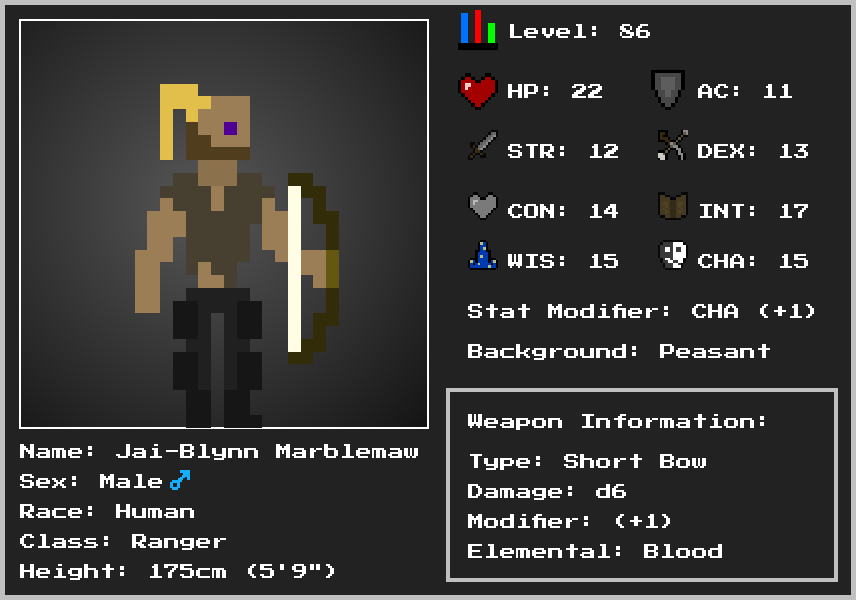 Level: 86
HP: 22
AC: 11
STR: 12
DEX: 13
CON: 14
INT: 17
WIS: 15
CHA: 15
Stat Modifier: CHA (+1)
Background: Peasant
Weapon Information:
Type: Short Bow
Damage: d6
Modifier: (+1)
Elemental: Blood
Name: Jai-Blynn Marblemaw
Sex: Male♂
Race: Human
Class: Ranger
Height: 175cm (5'9")